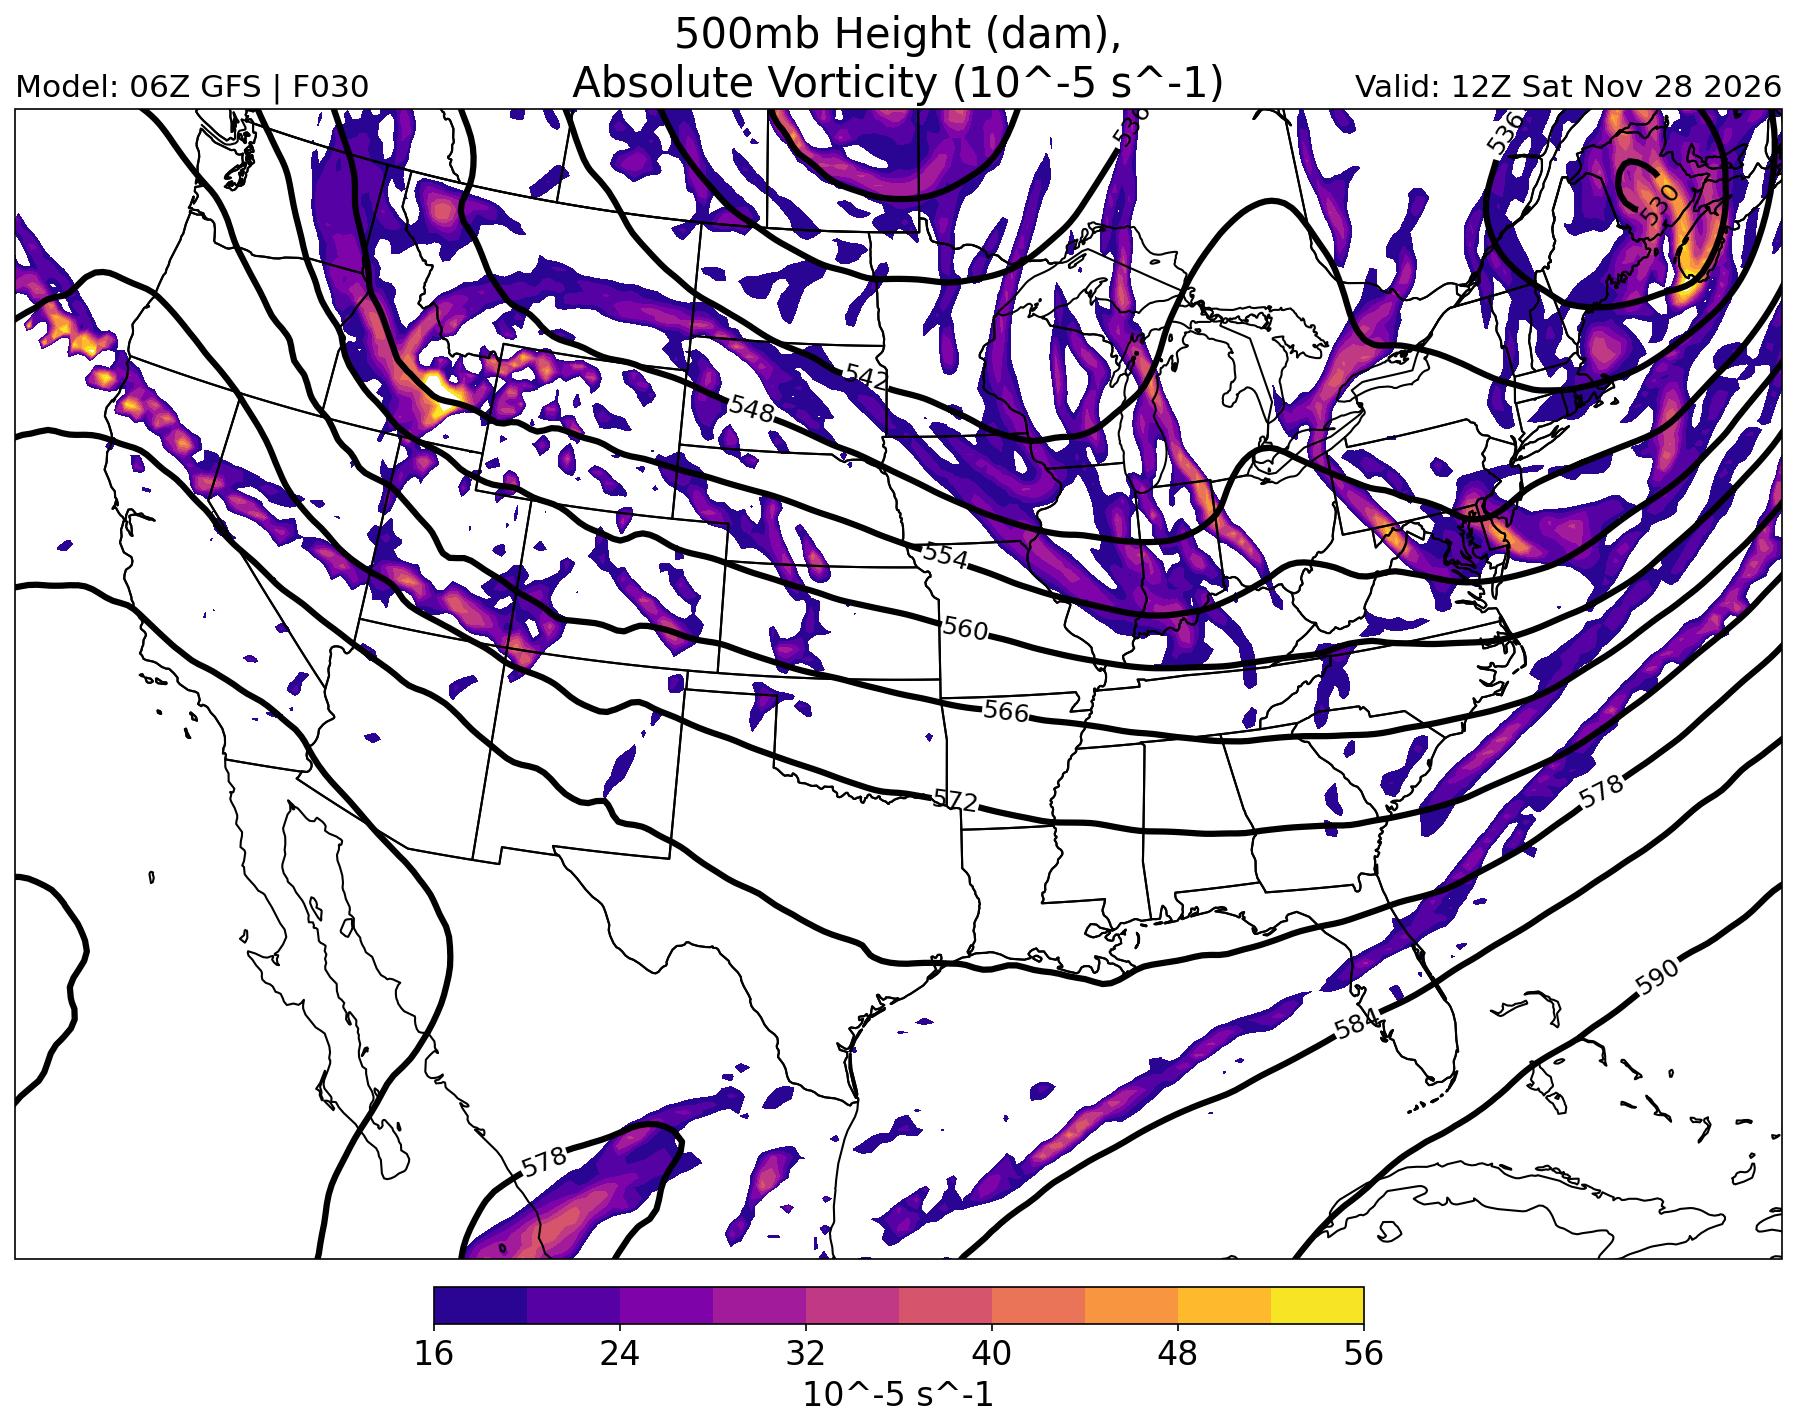 500mb Height (dam),
Model: 06Z GFS | F030
Absolute Vorticity (10^-5 s^-1)
Valid: 12Z Sat Nov 28 2026
536
536
530
542
548
554
560
566
572
578
590
584
578
16 24 32 40 48 56
10^-5 s^-1